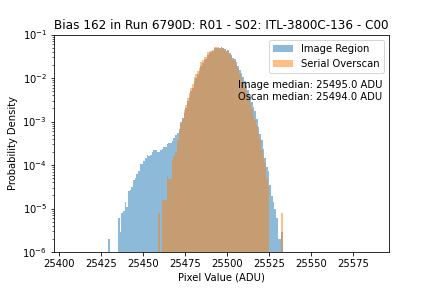 Bias 162 in Run 6790D: R01 - S02: ITL-3800C-136 - C00
Image Region
Serial Overscan
Image median: 25495.0 ADU
Oscan median: 25494.0 ADU
Probability Density
10⁻¹
10⁻²
10⁻³
10⁻⁴
10⁻⁵
10⁻⁶
25400 25425 25450 25475 25500 25525 25550 25575
Pixel Value (ADU)